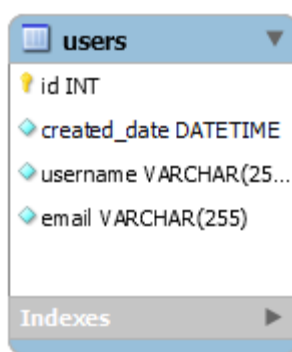 users
id INT
created_date DATETIME
username VARCHAR(25...
email VARCHAR(255)
Indexes